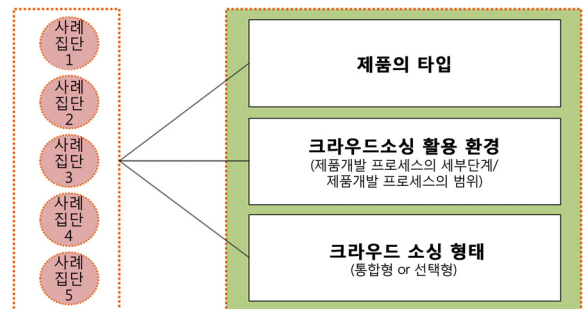 사례
집단
1
사례
집단
2
사례
집단
3
사례
집단
4
사례
집단
5
제품의 타입
크라우드소싱 활용 환경
(제품개발 프로세스의 세부단계/
제품개발 프로세스의 범위)
크라우드 소싱 형태
(통합형 or 선택형)